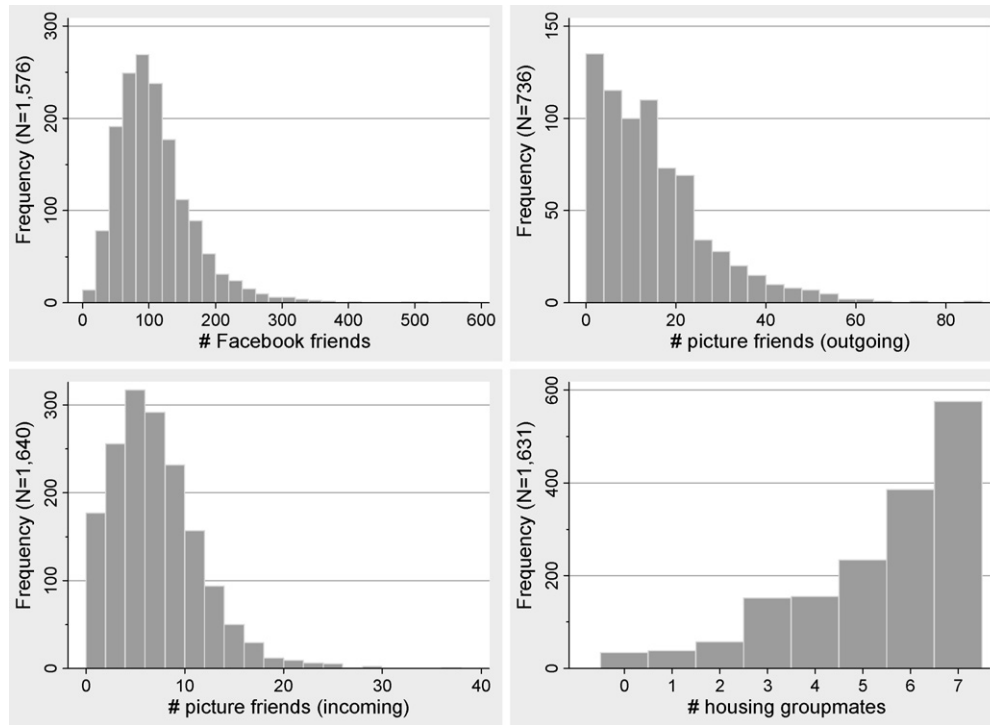 Frequency (N=1,576)
0 100 200 300
0 100 200 300 400 500 600
# Facebook friends
Frequency (N=736)
0 50 100 150
0 20 40 60 80
# picture friends (outgoing)
Frequency (N=1,640)
0 100 200 300
0 10 20 30 40
# picture friends (incoming)
Frequency (N=1,631)
0 200 400 600
0 1 2 3 4 5 6 7
# housing groupmates